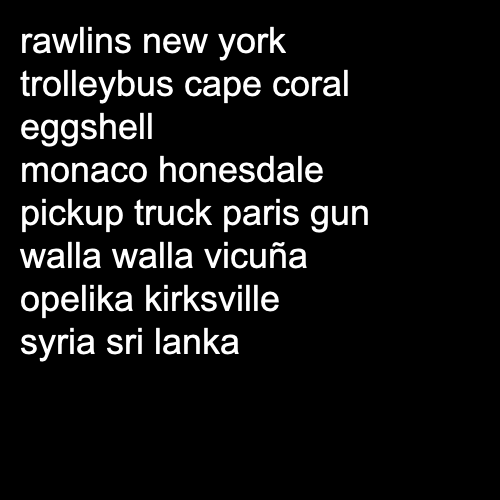 rawlins new york
trolleybus cape coral
eggshell
monaco honesdale
pickup truck paris gun
walla walla vicuña
opelika kirksville
syria sri lanka